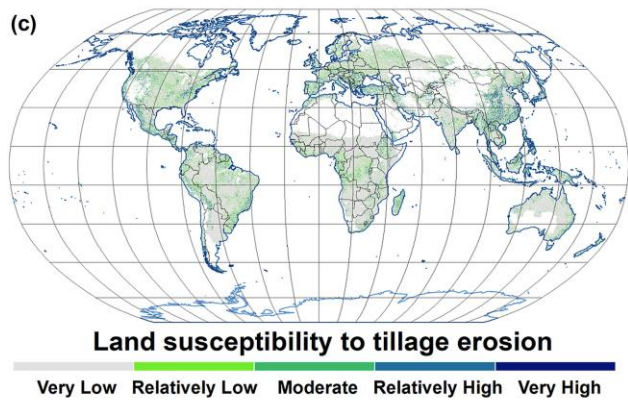 (c)
Land susceptibility to tillage erosion
Very Low Relatively Low Moderate Relatively High Very High